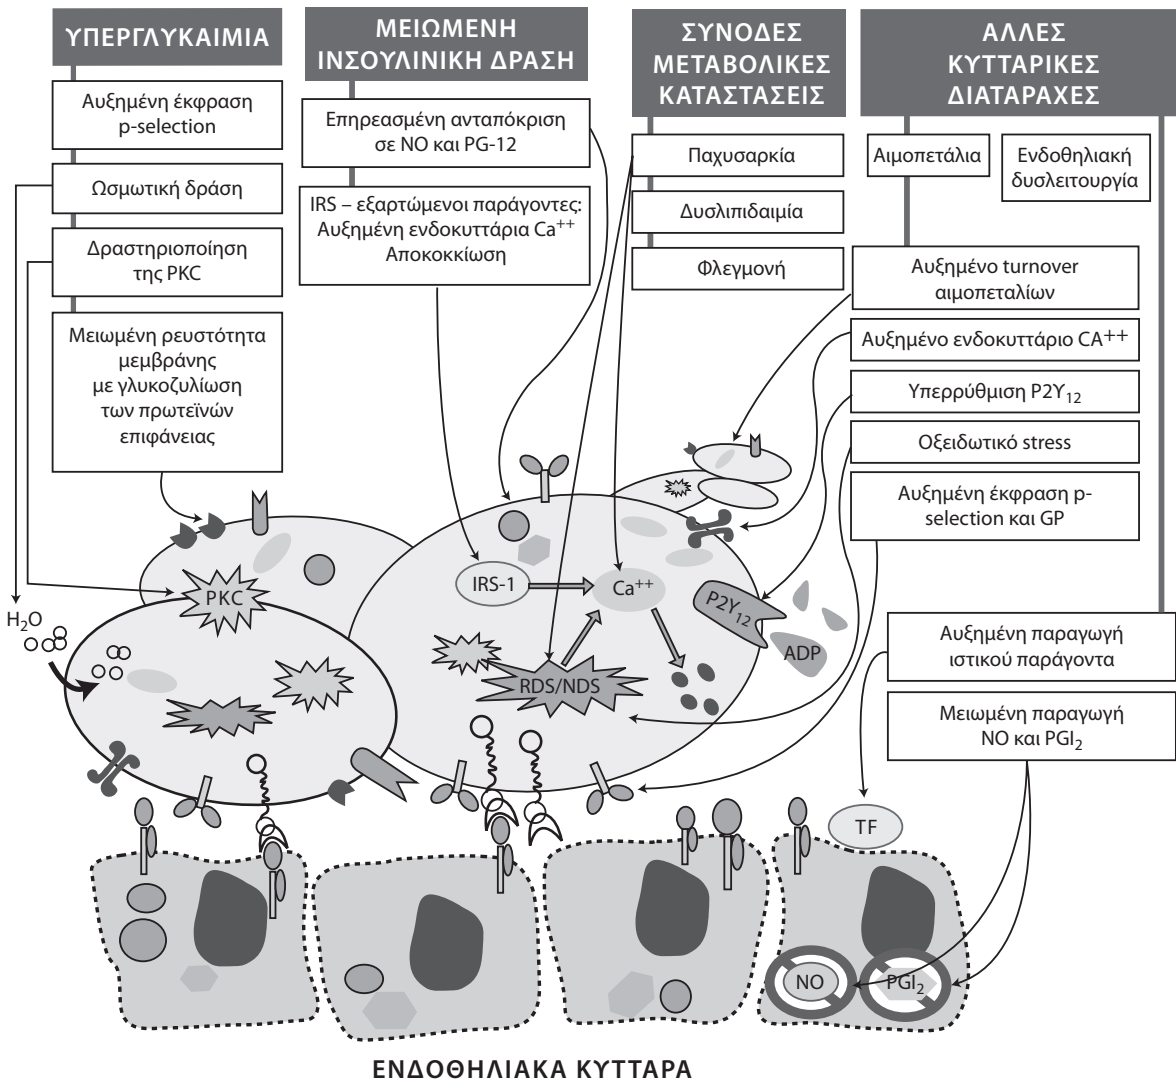 ΥΠΕΡΓΛΥΚΑΙΜΙΑ
Αυξημένη έκφραση
p-selection
Ωσμωτική δράση
Δραστηριοποίηση
της PKC
Μειωμένη ρευστότητα
μεμβράνης
με γλυκοζυλίωση
των πρωτεϊνών
επιφάνειας
ΜΕΙΩΜΕΝΗ
ΙΝΣΟΥΛΙΝΙΚΗ ΔΡΑΣΗ
Επηρεασμένη ανταπόκριση
σε NO και PG-12
IRS – εξαρτώμενοι παράγοντες:
Αυξημένη ενδοκυττάρια Ca⁺⁺
Αποκοκκίωση
ΣΥΝΟΔΕΣ
ΜΕΤΑΒΟΛΙΚΕΣ
ΚΑΤΑΣΤΑΣΕΙΣ
Παχυσαρκία
Δυσλιπιδαιμία
Φλεγμονή
ΑΛΛΕΣ
ΚΥΤΤΑΡΙΚΕΣ
ΔΙΑΤΑΡΑΧΕΣ
Αιμοπετάλια
Ενδοθηλιακή
δυσλειτουργία
Αυξημένο turnover
αιμοπεταλίων
Αυξημένο ενδοκυττάριο CA⁺⁺
Υπερρύθμιση P2Y₁₂
Οξειδωτικό stress
Αυξημένη έκφραση p-
selection και GP
Αυξημένη παραγωγή
ιστικού παράγοντα
Μειωμένη παραγωγή
NO και PGI₂
H₂O
PKC
IRS-1
Ca⁺⁺
P2Y₁₂
ADP
RDS/NDS
TF
NO
PGI₂
ΕΝΔΟΘΗΛΙΑΚΑ ΚΥΤΤΑΡΑ